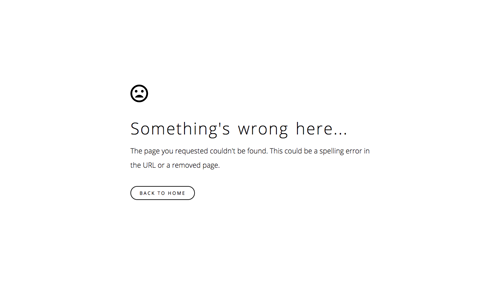 Something's wrong here...
The page you requested couldn't be found. This could be a spelling error in
the URL or a removed page.
BACK TO HOME